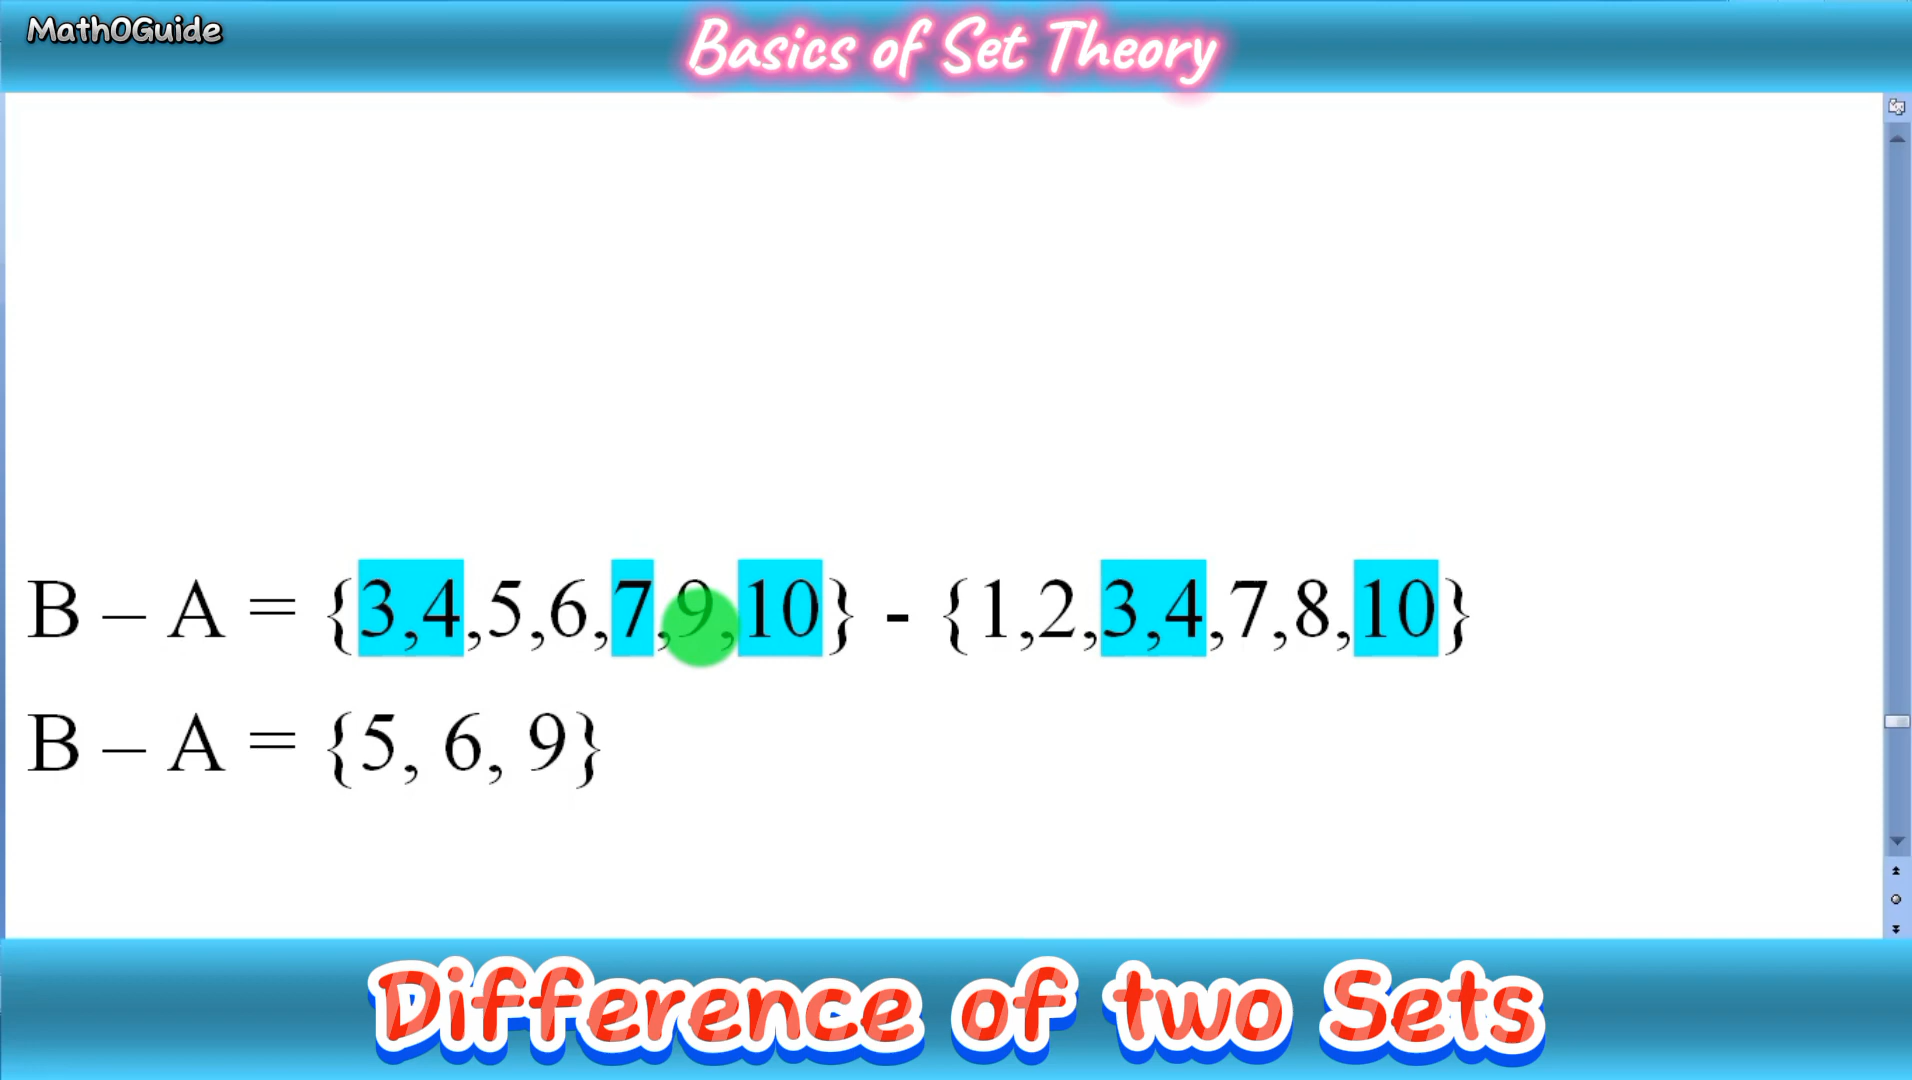 MathOGuide
Basics of Set Theory
B – A = {3,4,5,6,7,9,10} - {1,2,3,4,7,8,10}
B – A = {5, 6, 9}
Difference of two Sets